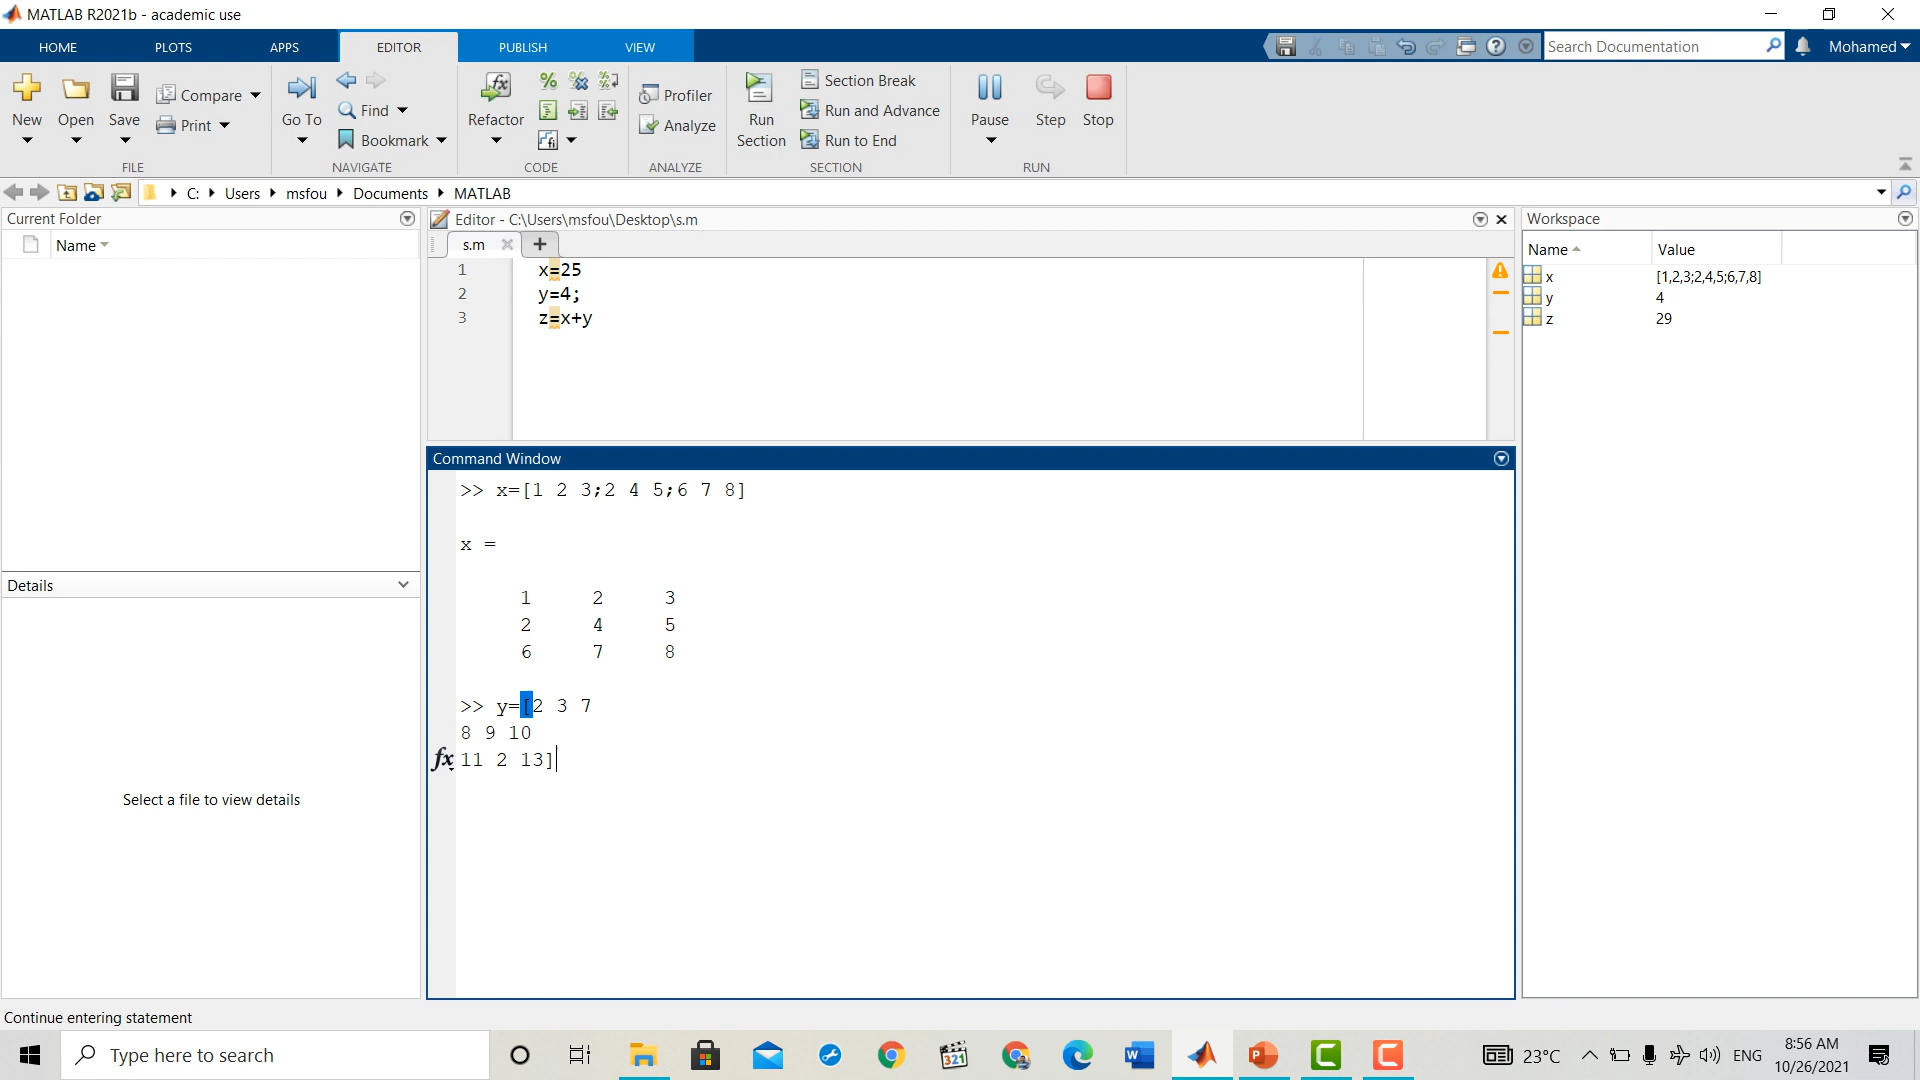 MATLAB R2021b - academic use
HOME PLOTS APPS EDITOR PUBLISH VIEW
Search Documentation
Mohamed
New
Open
Save
Compare
Print
FILE
Go To
Find
Bookmark
NAVIGATE
Refactor
CODE
Profiler
Analyze
ANALYZE
Run
Section
Section Break
Run and Advance
Run to End
SECTION
Pause
Step
Stop
RUN
C: Users msfou Documents MATLAB
Current Folder
Name
Details
Select a file to view details
Editor - C:\Users\msfou\Desktop\s.m
s.m
1 x=25
2 y=4;
3 z=x+y
Command Window
>> x=[1 2 3;2 4 5;6 7 8]
x =
1 2 3
2 4 5
6 7 8
>> y=[2 3 7
8 9 10
fx 11 2 13]
Workspace
Name Value
x [1,2,3;2,4,5;6,7,8]
y 4
z 29
Continue entering statement
Type here to search
321
23°C
ENG
8:56 AM
10/26/2021